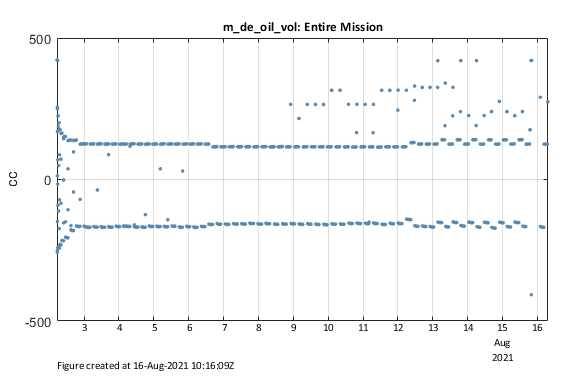 m_de_oil_vol: Entire Mission
500
0
-500
CC
3 4 5 6 7 8 9 10 11 12 13 14 15 16
Aug
2021
Figure created at 16-Aug-2021 10:16:09Z